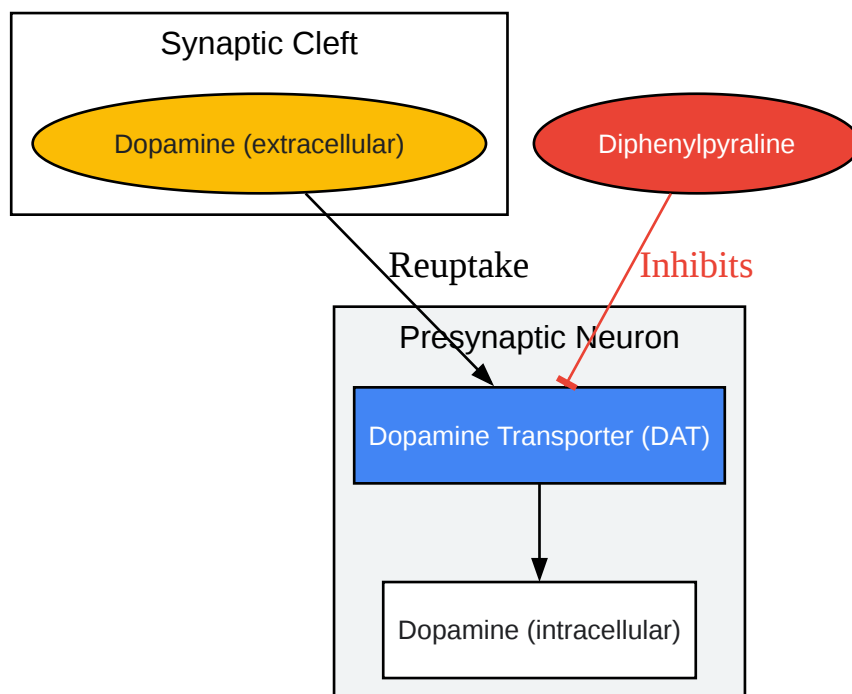 Synaptic Cleft
Dopamine (extracellular)
Diphenylpyraline
Reuptake
Inhibits
Presynaptic Neuron
Dopamine Transporter (DAT)
Dopamine (intracellular)